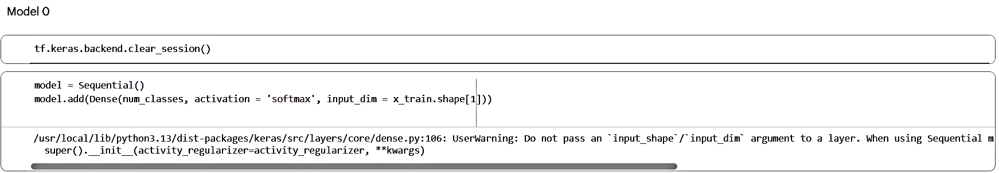 Model 0
tf.keras.backend.clear_session()
model = Sequential()
model.add(Dense(num_classes, activation = 'softmax', input_dim = x_train.shape[1]))
/usr/local/lib/python3.13/dist-packages/keras/src/layers/core/dense.py:106: UserWarning: Do not pass an `input_shape`/`input_dim` argument to a layer. When using Sequential m
super().__init__(activity_regularizer=activity_regularizer, **kwargs)